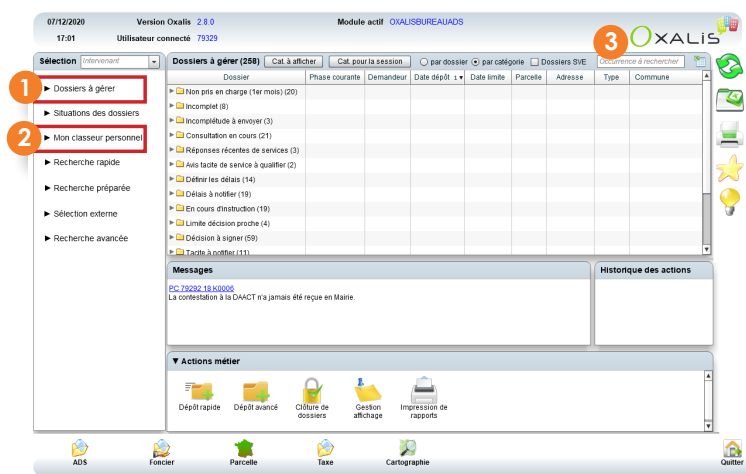 07/12/2020 Version Oxalis 2.8.0 Module actif OXALISBUREAUADS
17:01 Utilisateur connecté 79329
3 OXALIS
Sélection Intervenant
Dossiers à gérer (258) Cat. à afficher Cat. pour la session par dossier par catégorie Dossiers SVE Occurrence à rechercher
Dossier Phase courante Demandeur Date dépôt 1 Date limite Parcelle Adresse Type Commune
1 Dossiers à gérer
Situations des dossiers
2 Mon classeur personnel
Recherche rapide
Recherche préparée
Sélection externe
Recherche avancée
Non pris en charge (1er mois) (20)
Incomplet (8)
Incomplétude à envoyer (3)
Consultation en cours (21)
Réponses récentes de services (3)
Avis tacite de service à qualifier (2)
Définir les délais (14)
Délais à notifier (19)
En cours d'instruction (19)
Limite décision proche (4)
Décision à signer (59)
Tacite à notifier (11)
Messages
Historique des actions
PC 79292 18 K0006
La contestation à la DAACT n'a jamais été reçue en Mairie.
Actions métier
Dépôt rapide
Dépôt avancé
Clôture de dossiers
Gestion affichage
Impression de rapports
ADS Foncier Parcelle Taxe Cartographie Quitter